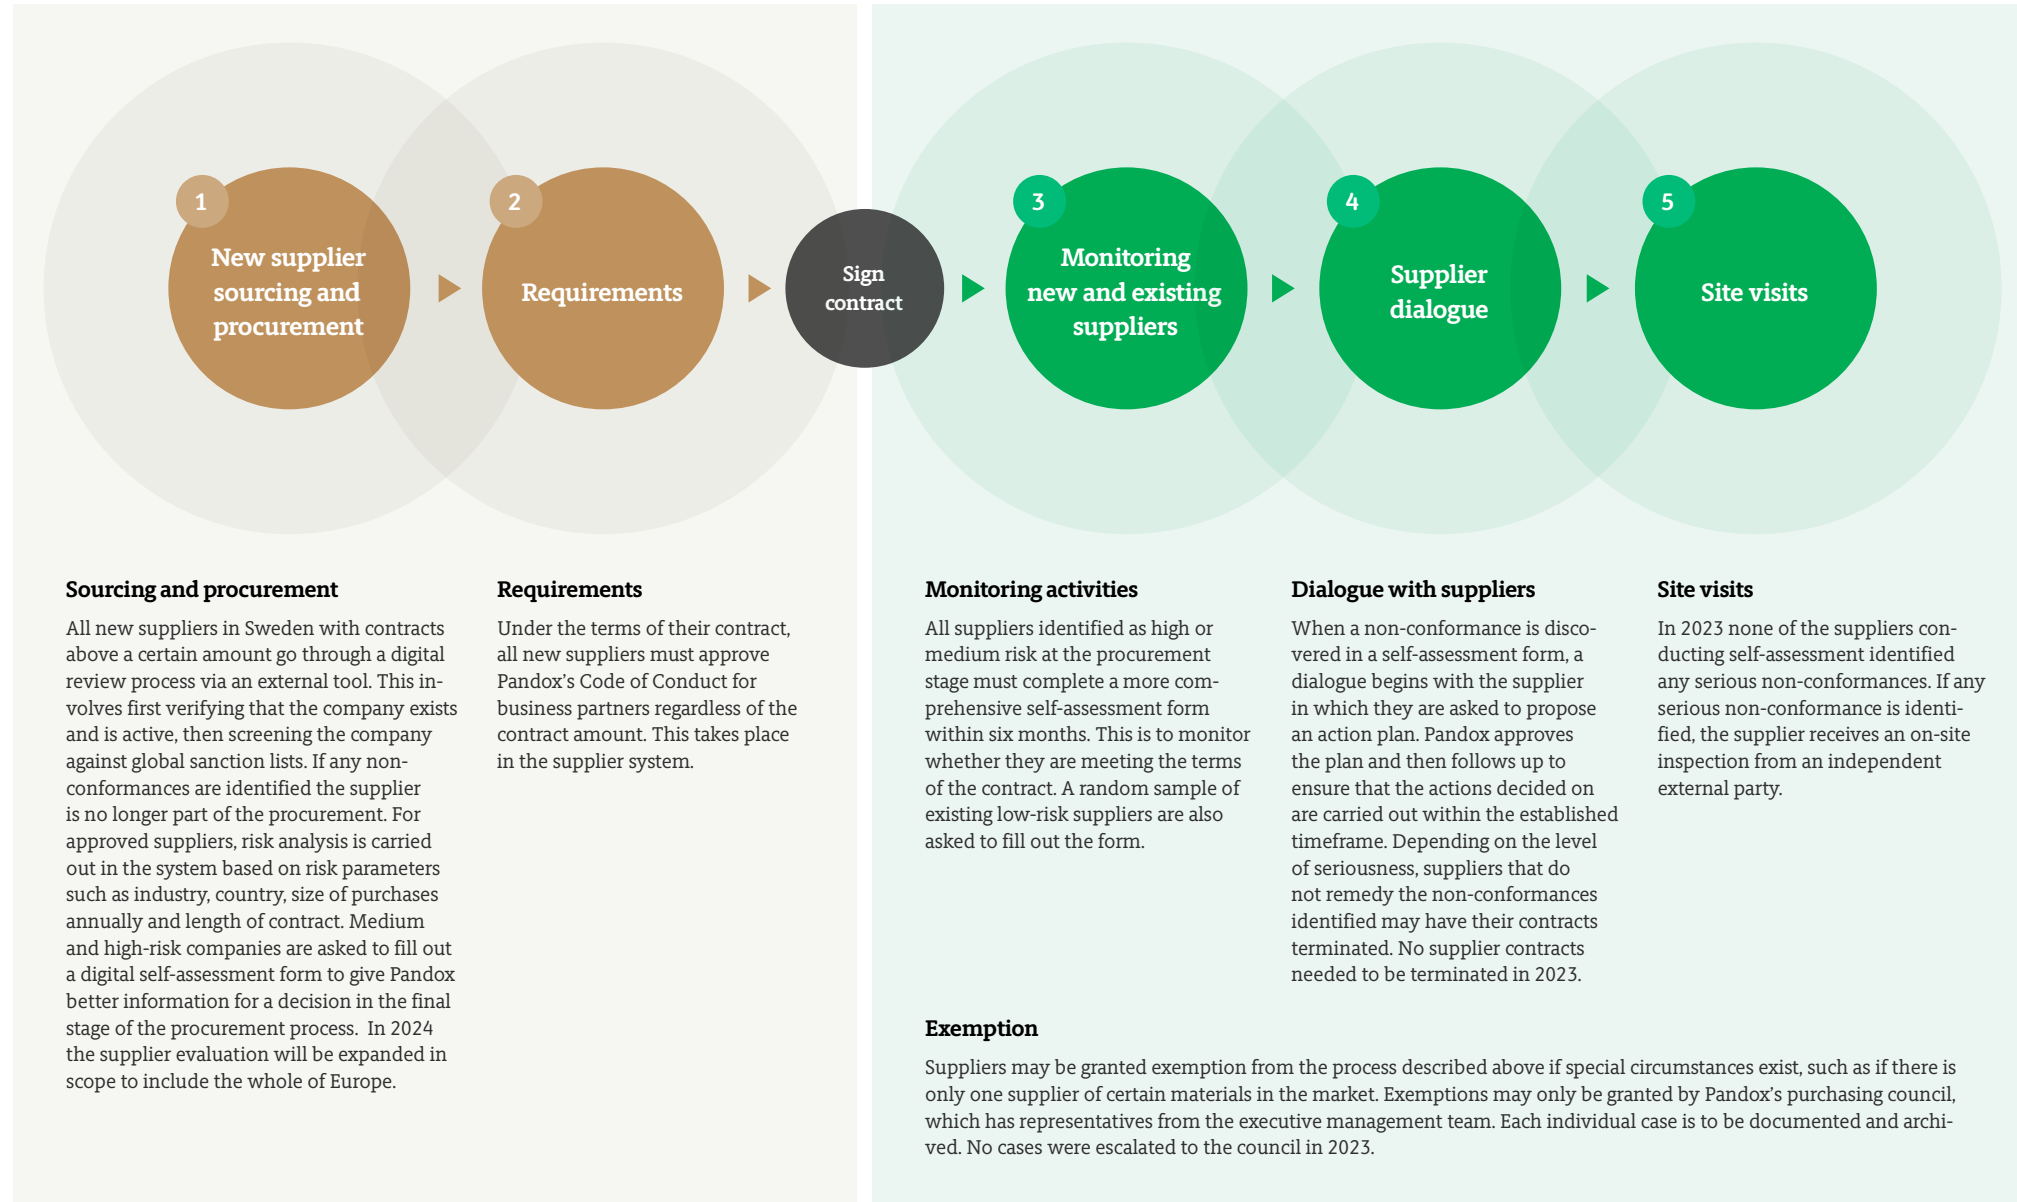 1
New supplier
sourcing and
procurement
2
Requirements
Sign
contract
3
Monitoring
new and existing
suppliers
4
Supplier
dialogue
5
Site visits
Sourcing and procurement
All new suppliers in Sweden with contracts
above a certain amount go through a digital
review process via an external tool. This in-
volves first verifying that the company exists
and is active, then screening the company
against global sanction lists. If any non-
conformances are identified the supplier
is no longer part of the procurement. For
approved suppliers, risk analysis is carried
out in the system based on risk parameters
such as industry, country, size of purchases
annually and length of contract. Medium
and high-risk companies are asked to fill out
a digital self-assessment form to give Pandox
better information for a decision in the final
stage of the procurement process.  In 2024
the supplier evaluation will be expanded in
scope to include the whole of Europe.
Requirements
Under the terms of their contract,
all new suppliers must approve
Pandox's Code of Conduct for
business partners regardless of the
contract amount. This takes place
in the supplier system.
Monitoring activities
All suppliers identified as high or
medium risk at the procurement
stage must complete a more com-
prehensive self-assessment form
within six months. This is to monitor
whether they are meeting the terms
of the contract. A random sample of
existing low-risk suppliers are also
asked to fill out the form.
Dialogue with suppliers
When a non-conformance is disco-
vered in a self-assessment form, a
dialogue begins with the supplier
in which they are asked to propose
an action plan. Pandox approves
the plan and then follows up to
ensure that the actions decided on
are carried out within the established
timeframe. Depending on the level
of seriousness, suppliers that do
not remedy the non-conformances
identified may have their contracts
terminated. No supplier contracts
needed to be terminated in 2023.
Site visits
In 2023 none of the suppliers con-
ducting self-assessment identified
any serious non-conformances. If any
serious non-conformance is identi-
fied, the supplier receives an on-site
inspection from an independent
external party.
Exemption
Suppliers may be granted exemption from the process described above if special circumstances exist, such as if there is
only one supplier of certain materials in the market. Exemptions may only be granted by Pandox's purchasing council,
which has representatives from the executive management team. Each individual case is to be documented and archi-
ved. No cases were escalated to the council in 2023.